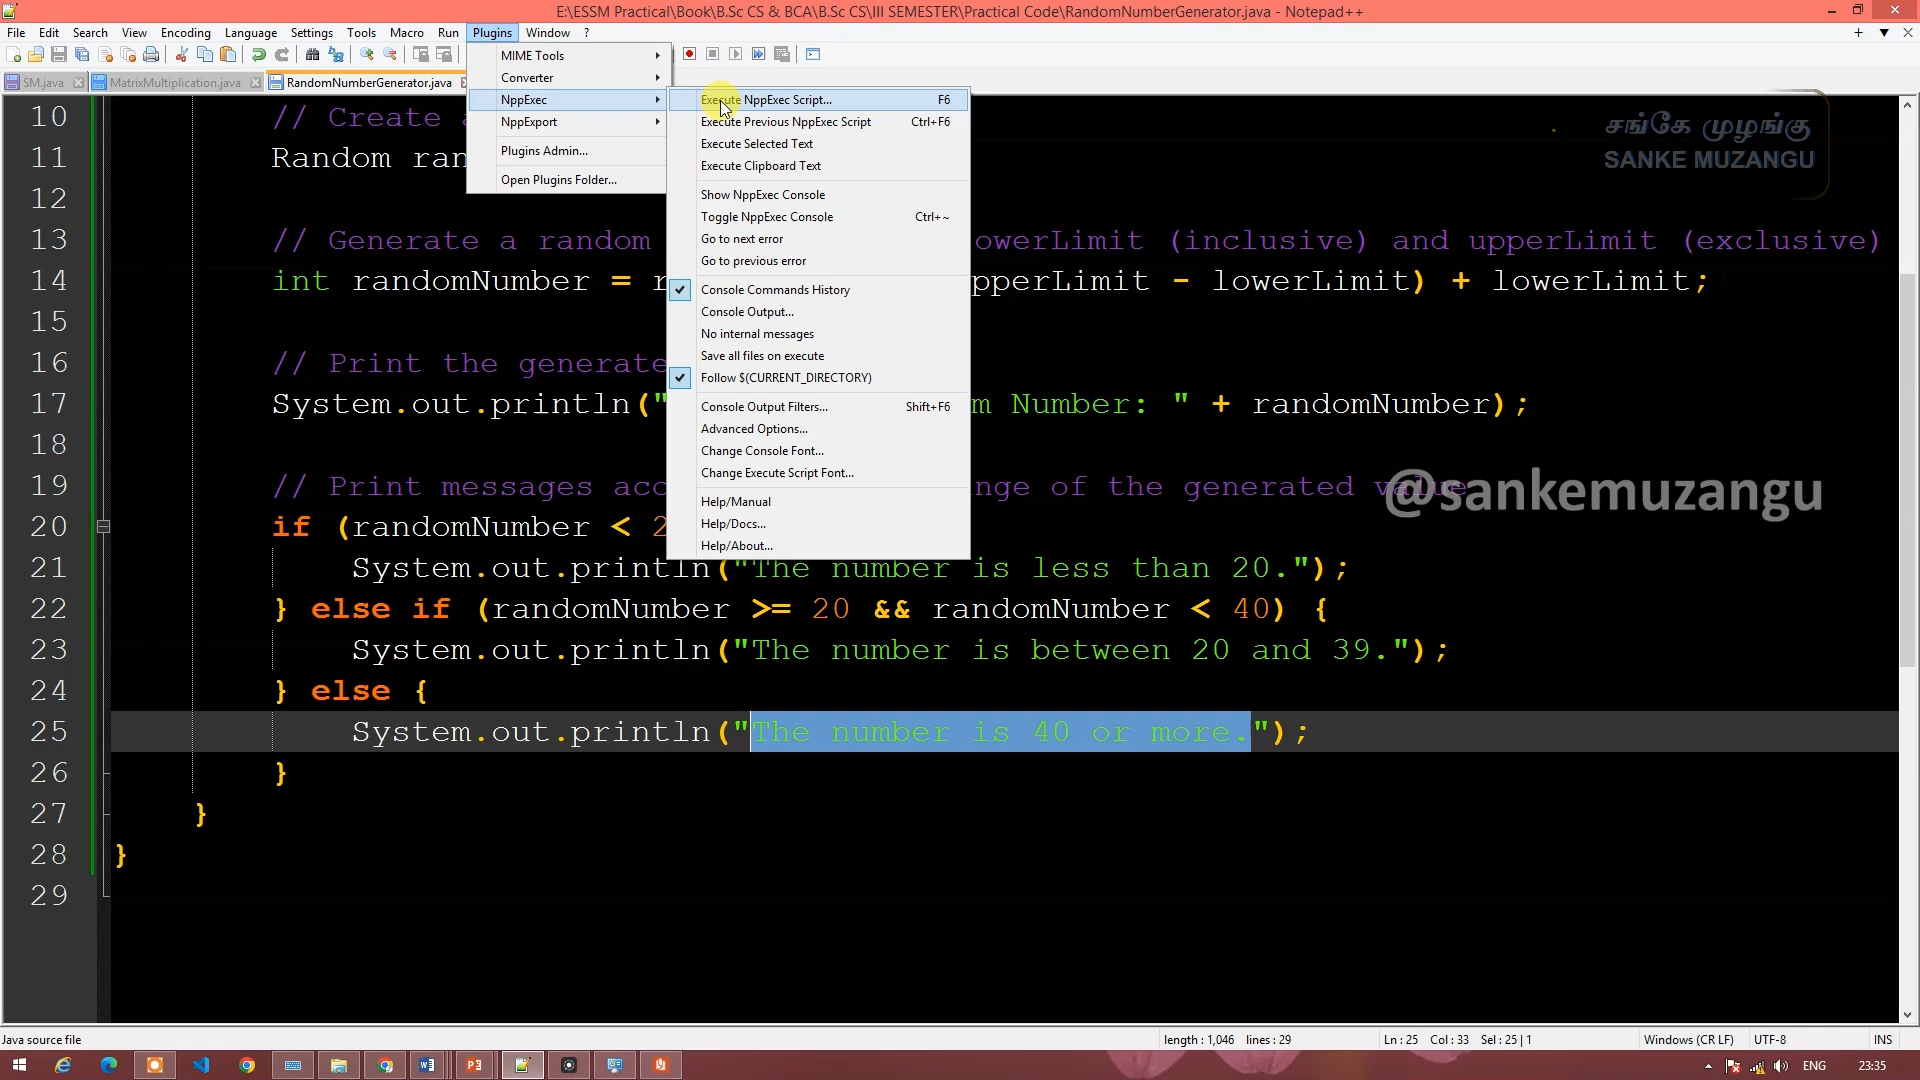 E:\ESSM Practical\Book\B.Sc CS & BCA\B.Sc CS\III SEMESTER\Practical Code\RandomNumberGenerator.java - Notepad++
File Edit Search View Encoding Language Settings Tools Macro Run Plugins Window ?
SM.java MatrixMultiplication.java RandomNumberGenerator.java
MIME Tools
Converter
NppExec
NppExport
Plugins Admin...
Open Plugins Folder...
Execute NppExec Script... F6
Execute Previous NppExec Script Ctrl+F6
Execute Selected Text
Execute Clipboard Text
Show NppExec Console
Toggle NppExec Console Ctrl+~
Go to next error
Go to previous error
Console Commands History
Console Output...
No internal messages
Save all files on execute
Follow $(CURRENT_DIRECTORY)
Console Output Filters... Shift+F6
Advanced Options...
Change Console Font...
Change Execute Script Font...
Help/Manual
Help/Docs...
Help/About...
சங்கே முழங்கு
SANKE MUZANGU
@sankemuzangu
10 // Create
11 Random
12
13 // Generate a random owerLimit (inclusive) and upperLimit (exclusive)
14 int randomNumber = pperLimit - lowerLimit) + lowerLimit;
15
16 // Print the generate
17 System.out.println(" m Number: " + randomNumber);
18
19 // Print messages acc nge of the generated value
20 if (randomNumber < 2
21 System.out.println("The number is less than 20.");
22 } else if (randomNumber >= 20 && randomNumber < 40) {
23 System.out.println("The number is between 20 and 39.");
24 } else {
25 System.out.println("The number is 40 or more.");
26 }
27 }
28 }
29
Java source file length : 1,046 lines : 29 Ln : 25 Col : 33 Sel : 25 | 1 Windows (CR LF) UTF-8 INS
ENG 23:35